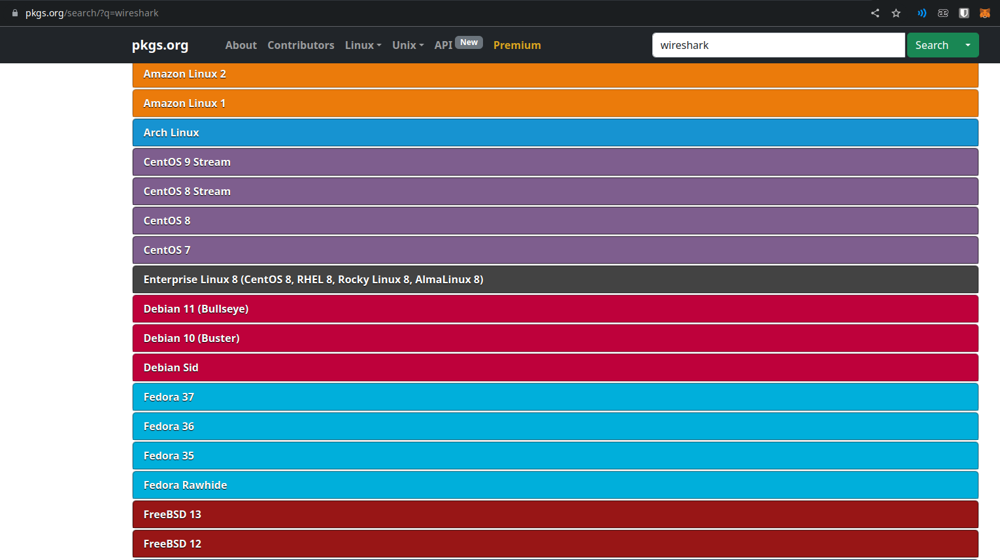 pkgs.org/search/?q=wireshark
pkgs.org About Contributors Linux Unix API New Premium wireshark Search
Amazon Linux 2
Amazon Linux 1
Arch Linux
CentOS 9 Stream
CentOS 8 Stream
CentOS 8
CentOS 7
Enterprise Linux 8 (CentOS 8, RHEL 8, Rocky Linux 8, AlmaLinux 8)
Debian 11 (Bullseye)
Debian 10 (Buster)
Debian Sid
Fedora 37
Fedora 36
Fedora 35
Fedora Rawhide
FreeBSD 13
FreeBSD 12